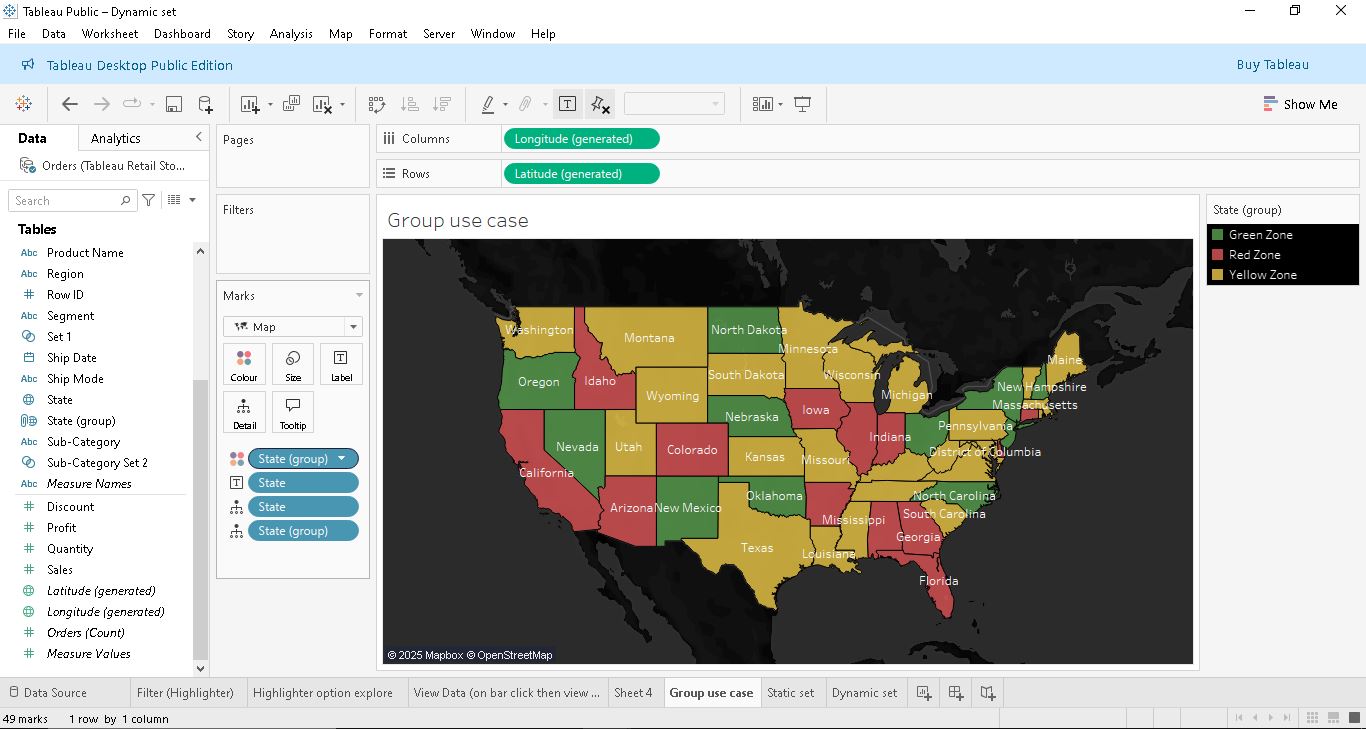 Tableau Public – Dynamic set
File Data Worksheet Dashboard Story Analysis Map Format Server Window Help
Tableau Desktop Public Edition Buy Tableau
Show Me
Data Analytics
Orders (Tableau Retail Sto...
Search
Tables
Abc Product Name
Abc Region
# Row ID
Abc Segment
Set 1
Ship Date
Abc Ship Mode
State
State (group)
Abc Sub-Category
Sub-Category Set 2
Abc Measure Names
# Discount
# Profit
# Quantity
# Sales
Latitude (generated)
Longitude (generated)
# Orders (Count)
# Measure Values
Pages
Filters
Marks
Map
Colour Size Label
Detail Tooltip
State (group)
State
State
State (group)
Columns Longitude (generated)
Rows Latitude (generated)
Group use case
Washington
Montana
North Dakota
Minnesota
Maine
Oregon
Idaho
South Dakota
Wisconsin
New Hampshire
Wyoming
Michigan
Massachusetts
Nebraska
Iowa
Pennsylvania
Nevada
Utah
Colorado
Kansas
Missouri
Indiana
District of Columbia
California
Arizona
New Mexico
Oklahoma
North Carolina
South Carolina
Mississippi
Georgia
Texas
Louisiana
Florida
© 2025 Mapbox © OpenStreetMap
State (group)
Green Zone
Red Zone
Yellow Zone
Data Source Filter (Highlighter) Highlighter option explore View Data (on bar click then view ... Sheet 4 Group use case Static set Dynamic set
49 marks 1 row by 1 column